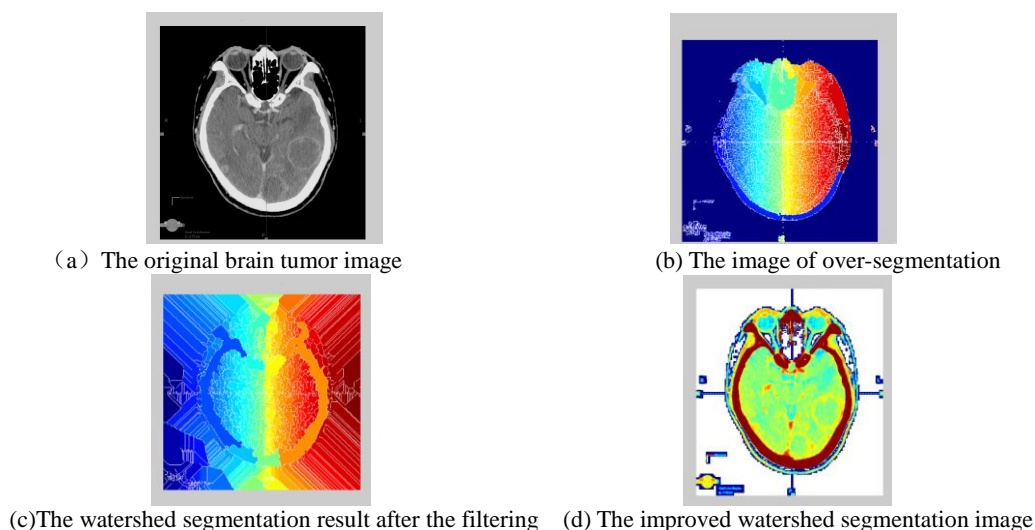 （a）The original brain tumor image
(b) The image of over-segmentation
(c)The watershed segmentation result after the filtering
(d) The improved watershed segmentation image